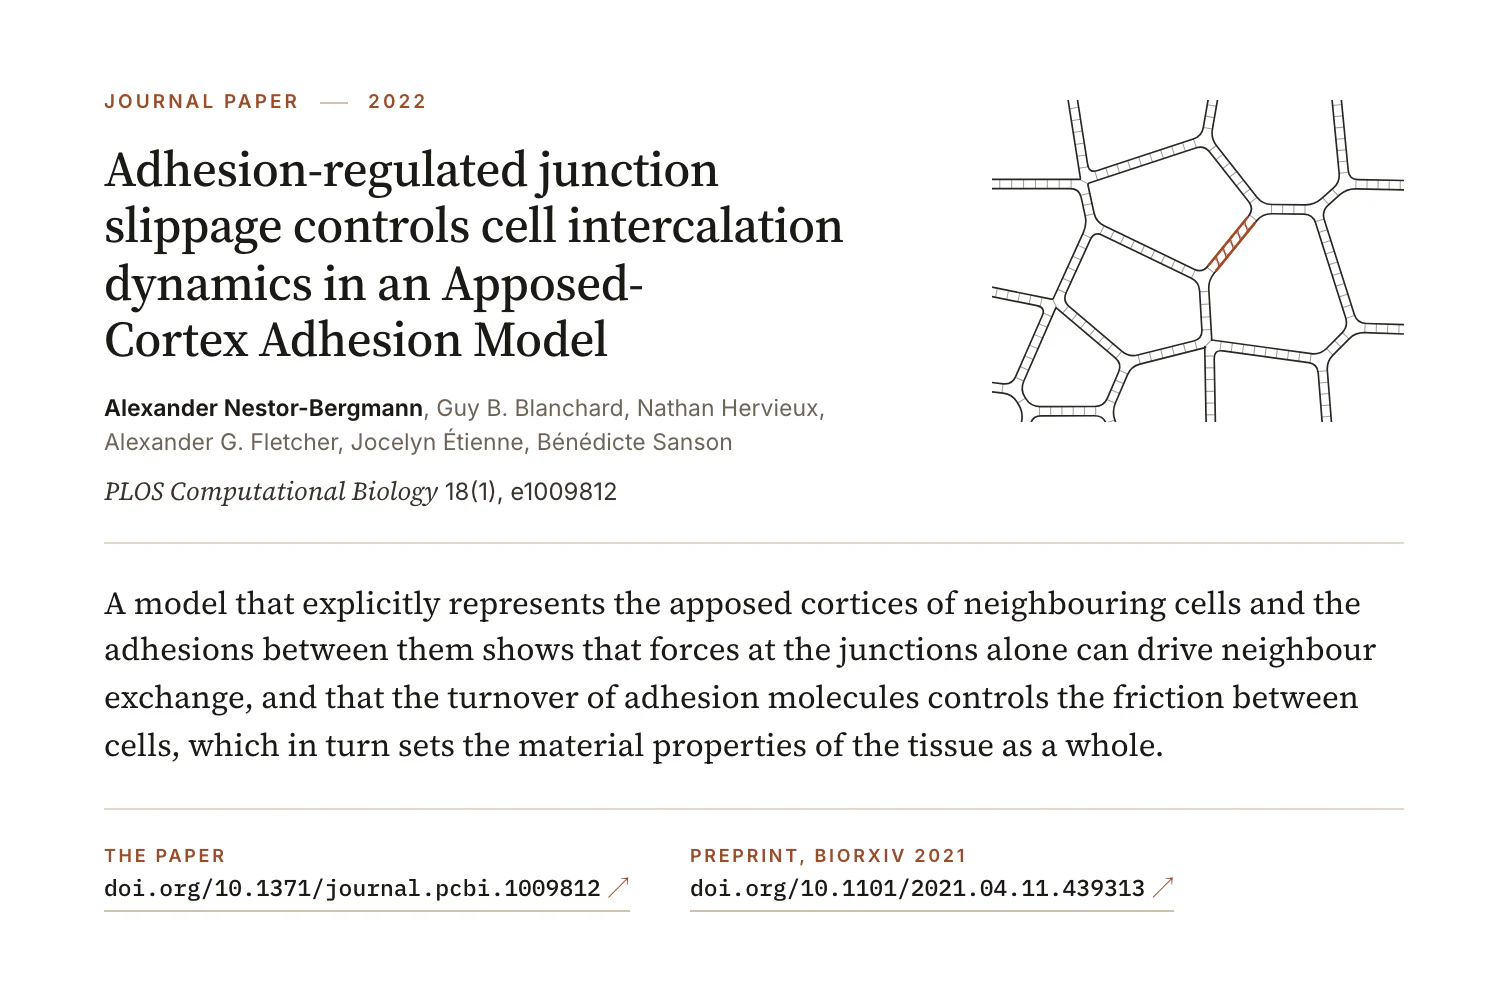 JOURNAL PAPER — 2022
Adhesion-regulated junction
slippage controls cell intercalation
dynamics in an Apposed-
Cortex Adhesion Model
Alexander Nestor-Bergmann, Guy B. Blanchard, Nathan Hervieux,
Alexander G. Fletcher, Jocelyn Étienne, Bénédicte Sanson
PLOS Computational Biology 18(1), e1009812
A model that explicitly represents the apposed cortices of neighbouring cells and the
adhesions between them shows that forces at the junctions alone can drive neighbour
exchange, and that the turnover of adhesion molecules controls the friction between
cells, which in turn sets the material properties of the tissue as a whole.
THE PAPER
doi.org/10.1371/journal.pcbi.1009812 ↗
PREPRINT, BIORXIV 2021
doi.org/10.1101/2021.04.11.439313 ↗